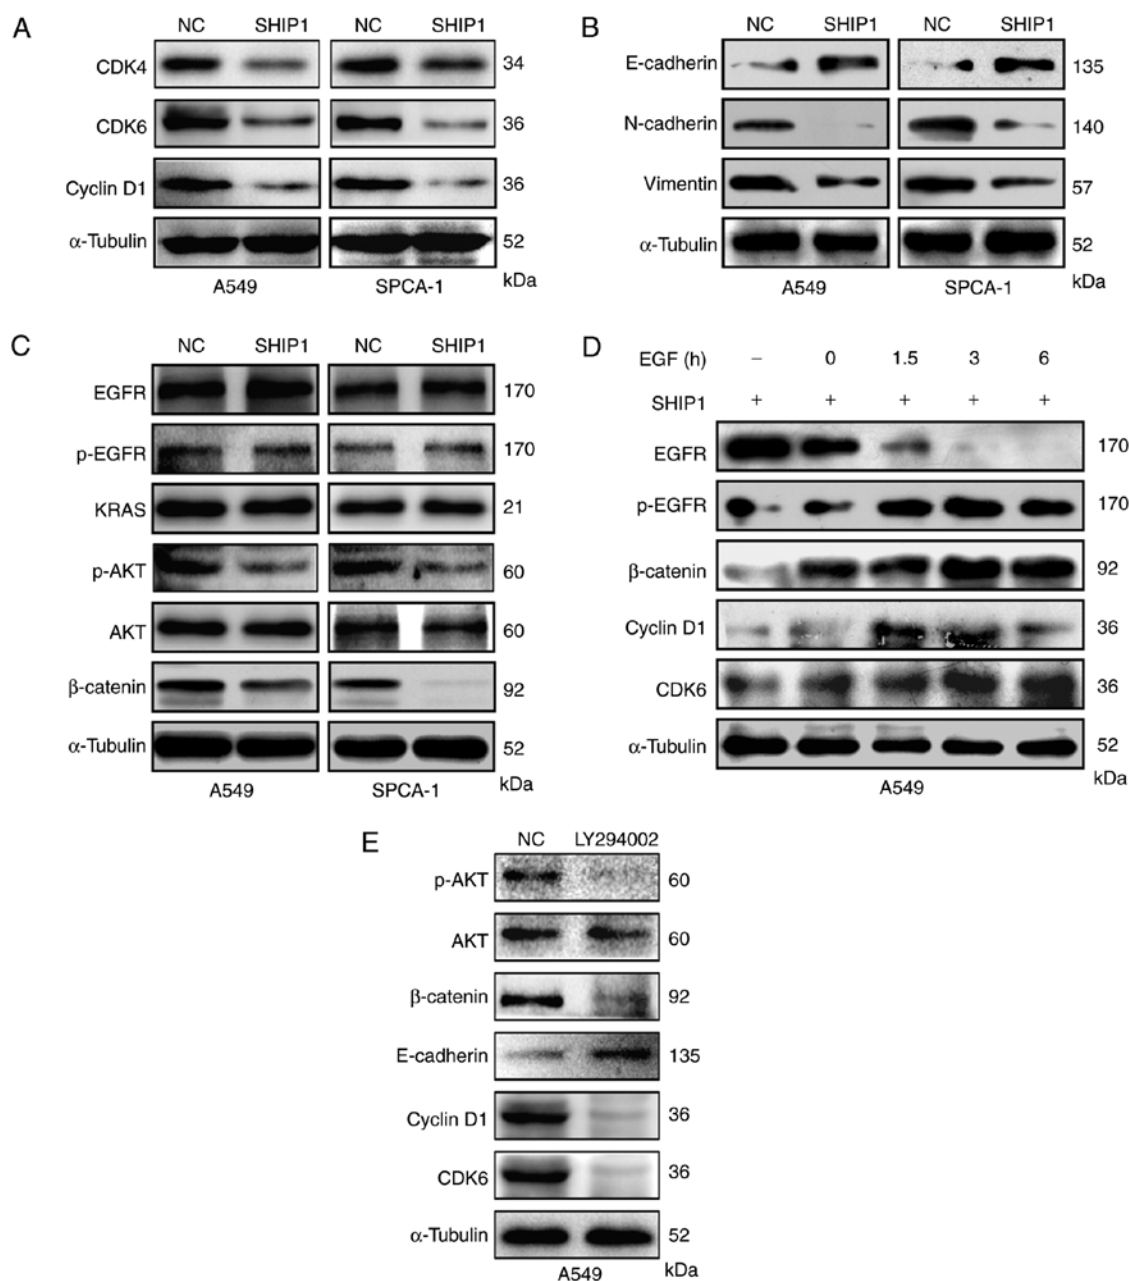 A
NC SHIP1 NC SHIP1
CDK4 34
CDK6 36
Cyclin D1 36
α-Tubulin 52
A549 SPCA-1 kDa
B
NC SHIP1 NC SHIP1
E-cadherin 135
N-cadherin 140
Vimentin 57
α-Tubulin 52
A549 SPCA-1 kDa
C
NC SHIP1 NC SHIP1
EGFR 170
p-EGFR 170
KRAS 21
p-AKT 60
AKT 60
β-catenin 92
α-Tubulin 52
A549 SPCA-1 kDa
D
EGF (h) – 0 1.5 3 6
SHIP1 + + + + +
EGFR 170
p-EGFR 170
β-catenin 92
Cyclin D1 36
CDK6 36
α-Tubulin 52
A549 kDa
E
NC LY294002
p-AKT 60
AKT 60
β-catenin 92
E-cadherin 135
Cyclin D1 36
CDK6 36
α-Tubulin 52
A549 kDa